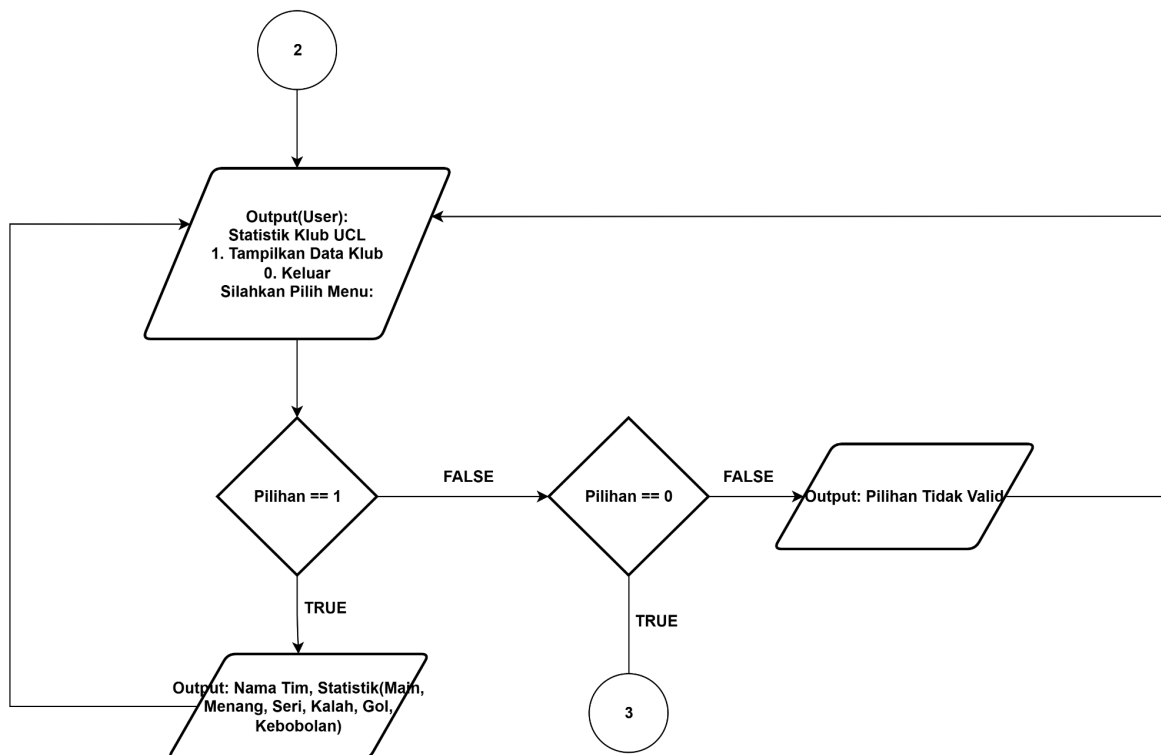 2
Output(User):
Statistik Klub UCL
1. Tampilkan Data Klub
0. Keluar
Silahkan Pilih Menu:
Pilihan == 1
FALSE
Pilihan == 0
FALSE
Output: Pilihan Tidak Valid
TRUE
TRUE
Output: Nama Tim, Statistik(Main,
Menang, Seri, Kalah, Gol,
Kebobolan)
3